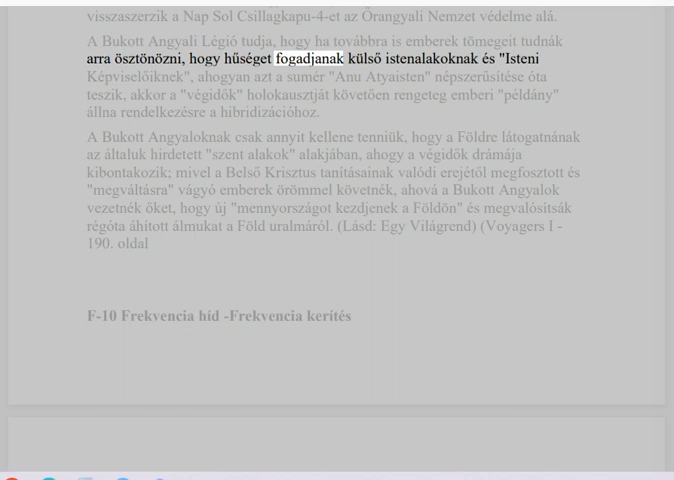 visszaszerzik a Nap Sol Csillagkapu-4-et az Őrangyali Nemzet védelme alá.
A Bukott Angyali Légió tudja, hogy ha továbbra is emberek tömegeit tudnák
arra ösztönözni, hogy hűséget fogadjanak külső istenalakoknak és "Isteni
Képviselőiknek", ahogyan azt a sumér "Anu Atyaisten" népszerűsítése óta
teszik, akkor a "végidők" holokausztját követően rengeteg emberi "példány"
állna rendelkezésre a hibridizációhoz.
A Bukott Angyaloknak csak annyit kellene tenniük, hogy a Földre látogatnának
az általuk hirdetett "szent alakok" alakjában, ahogy a végidők drámája
kibontakozik; mivel a Belső Krisztus tanításainak valódi erejétől megfosztott és
"megváltásra" vágyó emberek örömmel követnék, ahová a Bukott Angyalok
vezetnék őket, hogy új "mennyországot kezdjenek a Földön" és megvalósítsák
régóta áhított álmukat a Föld uralmáról. (Lásd: Egy Világrend) (Voyagers I -
190. oldal
F-10 Frekvencia híd -Frekvencia kerítés